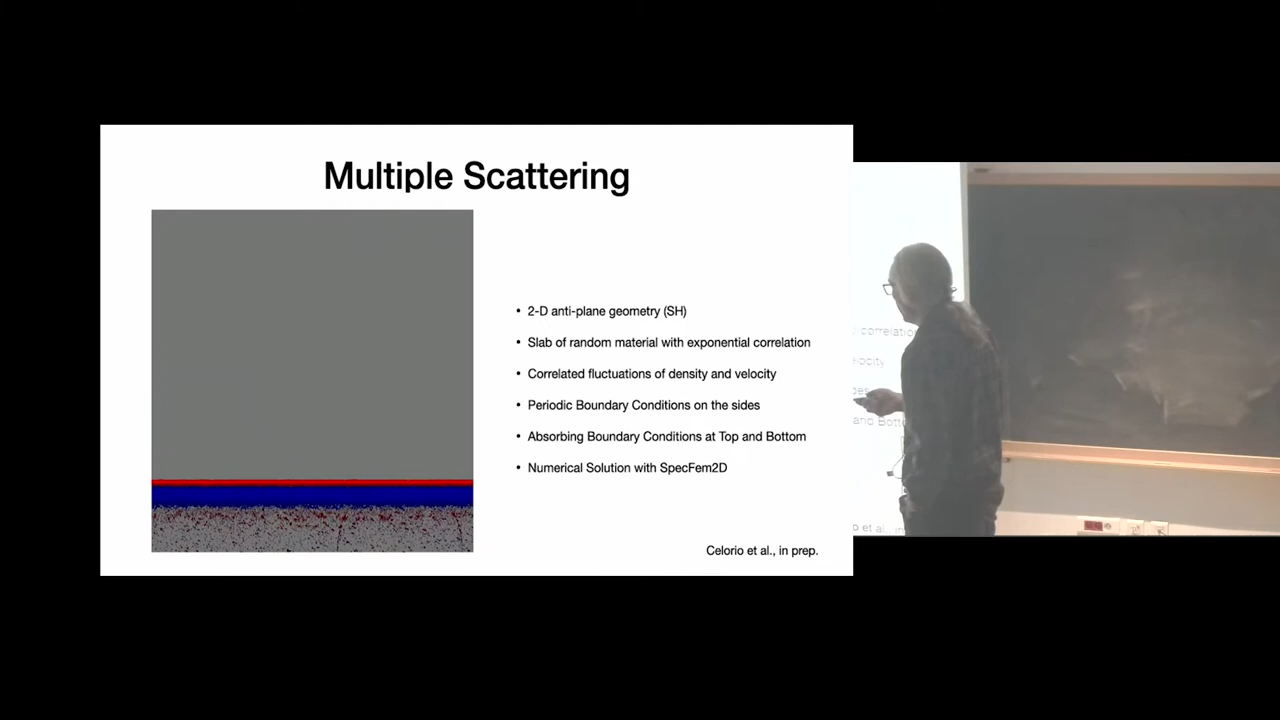 Multiple Scattering
• 2-D anti-plane geometry (SH)
• Slab of random material with exponential correlation
• Correlated fluctuations of density and velocity
• Periodic Boundary Conditions on the sides
• Absorbing Boundary Conditions at Top and Bottom
• Numerical Solution with SpecFem2D
Celorio et al., in prep.
correlation